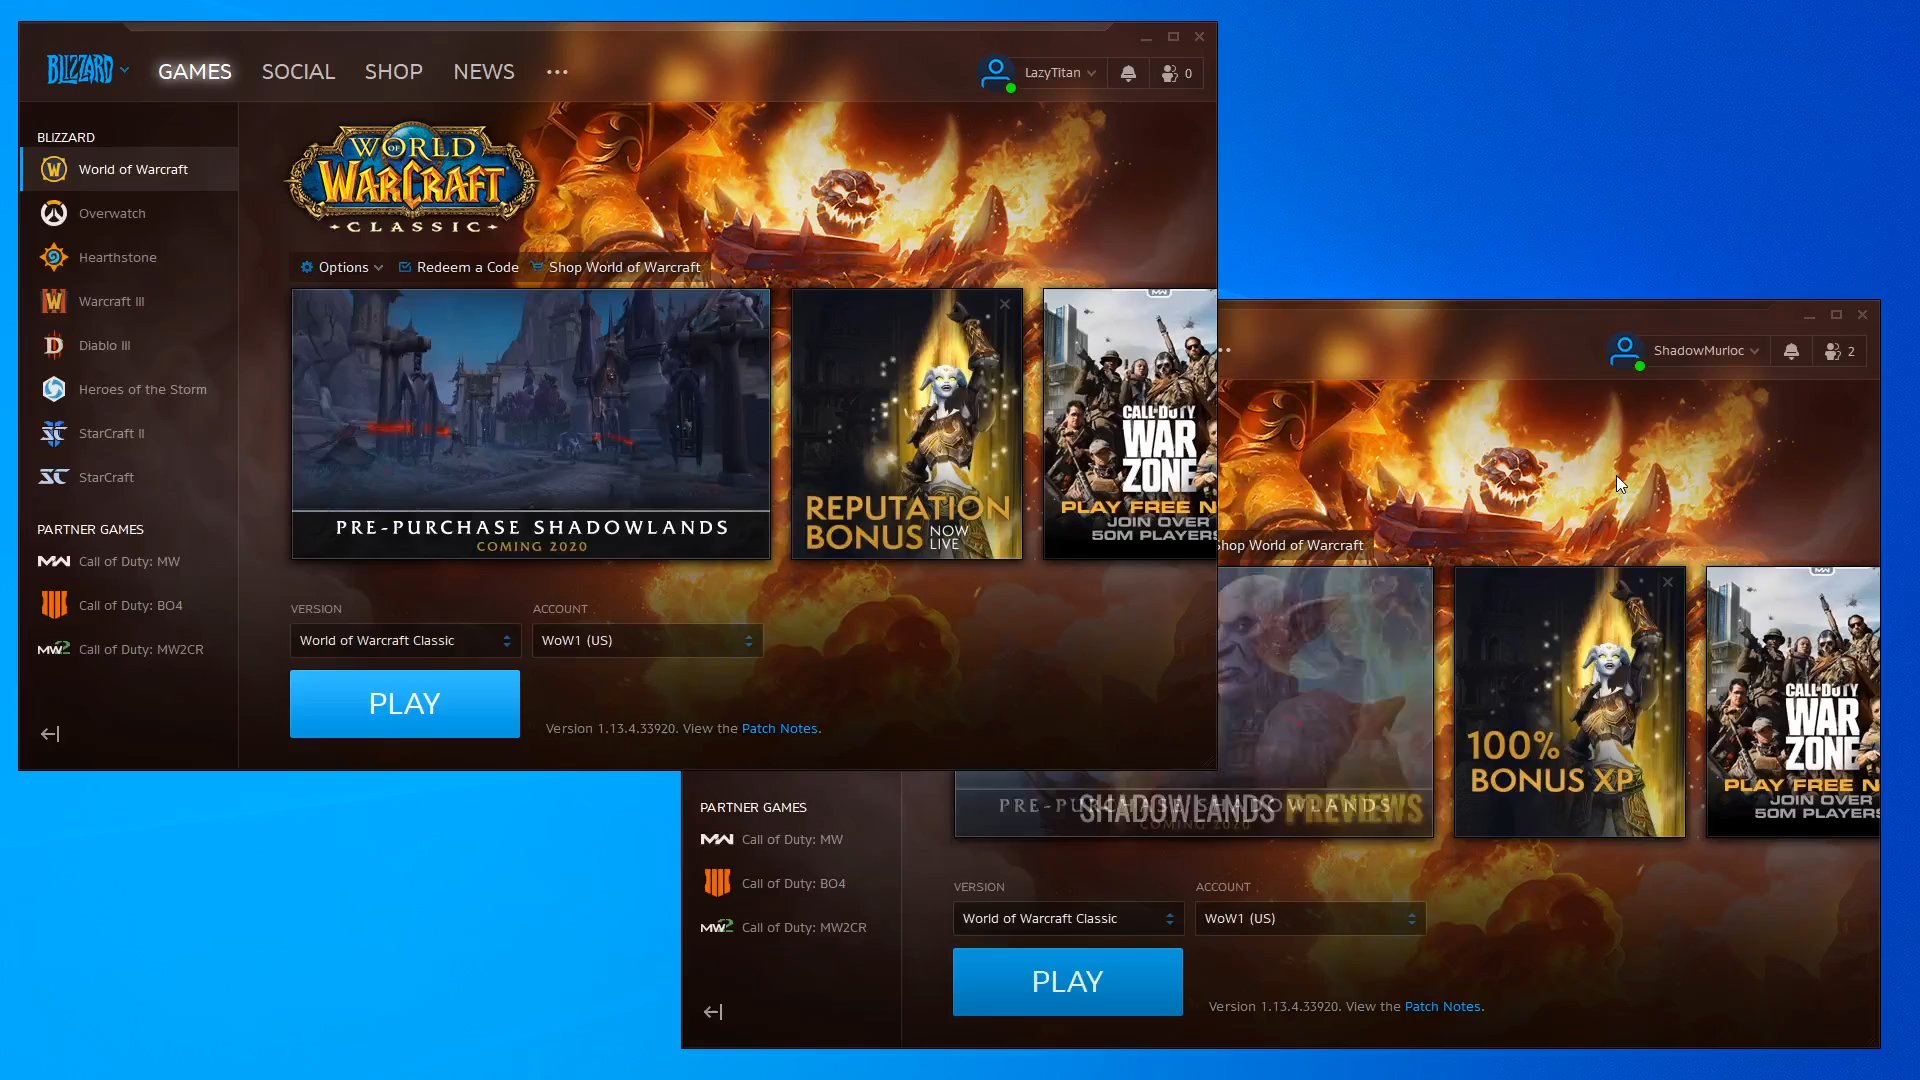 BLIZZARD
GAMES
SOCIAL
SHOP
NEWS
LazyTitan
0
BLIZZARD
World of Warcraft
Overwatch
Hearthstone
Warcraft III
Diablo III
Heroes of the Storm
StarCraft II
StarCraft
PARTNER GAMES
Call of Duty: MW
Call of Duty: BO4
Call of Duty: MW2CR
WORLD OF
WARCRAFT
CLASSIC
Options
Redeem a Code
Shop World of Warcraft
PRE-PURCHASE SHADOWLANDS
COMING 2020
REPUTATION
BONUS NOW LIVE
CALL OF DUTY
WAR
ZONE
PLAY FREE N
JOIN OVER
50M PLAYERS
VERSION
World of Warcraft Classic
ACCOUNT
WoW1 (US)
PLAY
Version 1.13.4.33920. View the Patch Notes.
ShadowMurloc
2
Shop World of Warcraft
PRE-PURCHASE SHADOWLANDS
SHADOWLANDS PREVIEWS
COMING 2020
100%
BONUS XP
CALL OF DUTY
WAR
ZONE
PLAY FREE N
JOIN OVER
50M PLAYERS
PARTNER GAMES
Call of Duty: MW
Call of Duty: BO4
Call of Duty: MW2CR
VERSION
World of Warcraft Classic
ACCOUNT
WoW1 (US)
PLAY
Version 1.13.4.33920. View the Patch Notes.